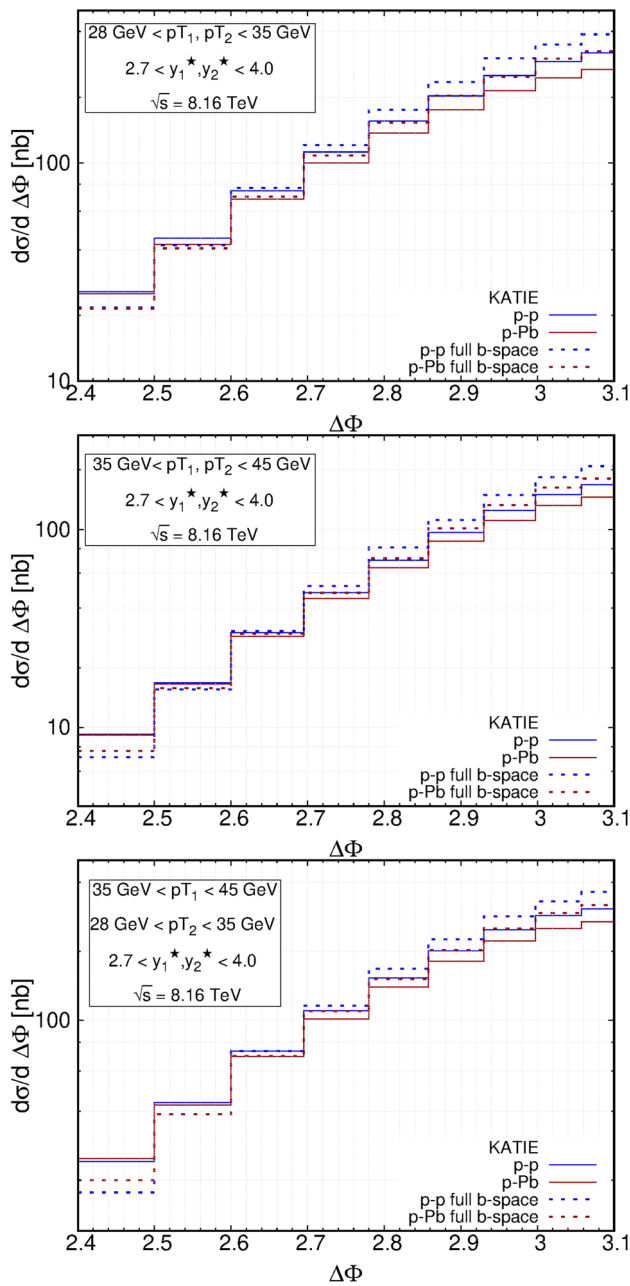 28 GeV < pT₁, pT₂ < 35 GeV
2.7 < y₁★,y₂★ < 4.0
√s = 8.16 TeV
dσ/d ΔΦ [nb]
100
10
KATIE
p-p
p-Pb
p-p full b-space
p-Pb full b-space
2.4 2.5 2.6 2.7 2.8 2.9 3 3.1
ΔΦ
35 GeV< pT₁, pT₂ < 45 GeV
2.7 < y₁★,y₂★ < 4.0
√s = 8.16 TeV
dσ/d ΔΦ [nb]
100
10
KATIE
p-p
p-Pb
p-p full b-space
p-Pb full b-space
2.4 2.5 2.6 2.7 2.8 2.9 3 3.1
ΔΦ
35 GeV < pT₁ < 45 GeV
28 GeV < pT₂ < 35 GeV
2.7 < y₁★,y₂★ < 4.0
√s = 8.16 TeV
dσ/d ΔΦ [nb]
100
KATIE
p-p
p-Pb
p-p full b-space
p-Pb full b-space
2.4 2.5 2.6 2.7 2.8 2.9 3 3.1
ΔΦ